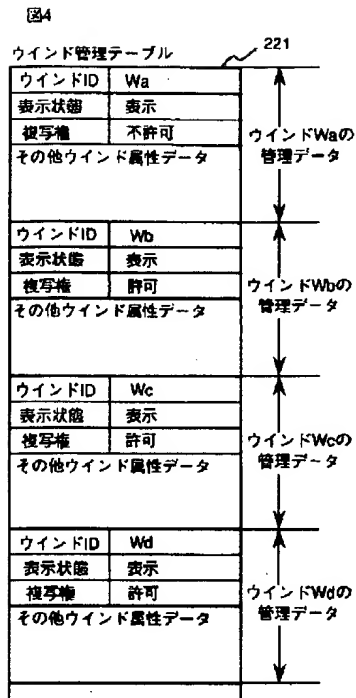 図4
ウインド管理テーブル
221
ウインドID Wa
表示状態 表示
複写権 不許可
その他ウインド属性データ
ウインドWaの
管理データ
ウインドID Wb
表示状態 表示
複写権 許可
その他ウインド属性データ
ウインドWbの
管理データ
ウインドID Wc
表示状態 表示
複写権 許可
その他ウインド属性データ
ウインドWcの
管理データ
ウインドID Wd
表示状態 表示
複写権 許可
その他ウインド属性データ
ウインドWdの
管理データ